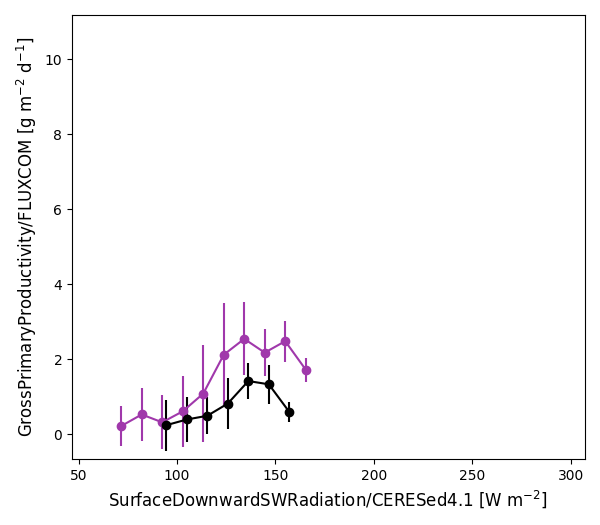 GrossPrimaryProductivity/FLUXCOM [g m⁻² d⁻¹]
10
8
6
4
2
0
50 100 150 200 250 300
SurfaceDownwardSWRadiation/CERESed4.1 [W m⁻²]